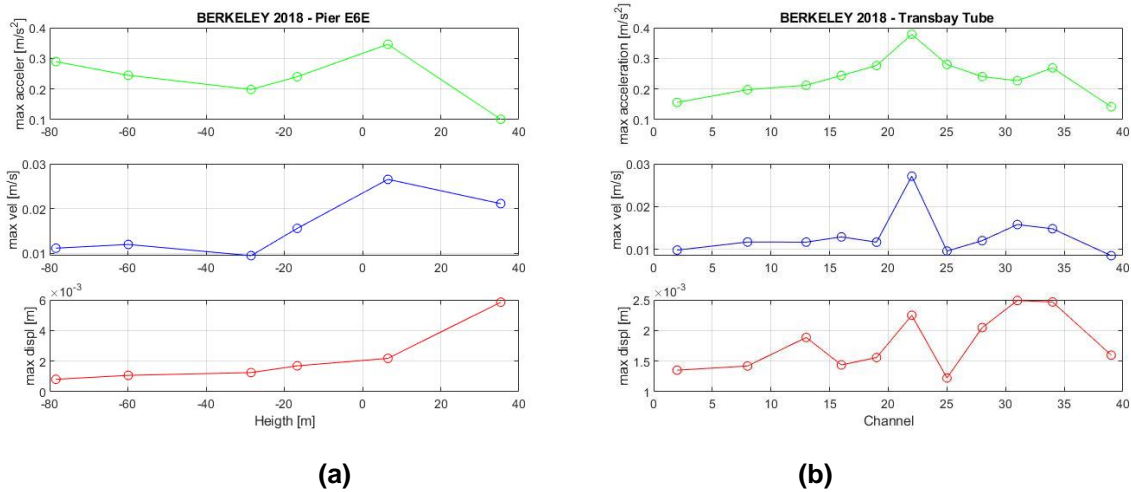 BERKELEY 2018 - Pier E6E
max acceler [m/s²]
0.4
0.3
0.2
0.1
-80 -60 -40 -20 0 20 40
max vel [m/s]
0.03
0.02
0.01
-80 -60 -40 -20 0 20 40
×10⁻³
max displ [m]
6
4
2
0
-80 -60 -40 -20 0 20 40
Heigth [m]
(a)
BERKELEY 2018 - Transbay Tube
max acceleration [m/s²]
0.4
0.3
0.2
0.1
0 5 10 15 20 25 30 35 40
max vel [m/s]
0.03
0.02
0.01
0 5 10 15 20 25 30 35 40
×10⁻³
max displ [m]
2.5
2
1.5
1
0 5 10 15 20 25 30 35 40
Channel
(b)